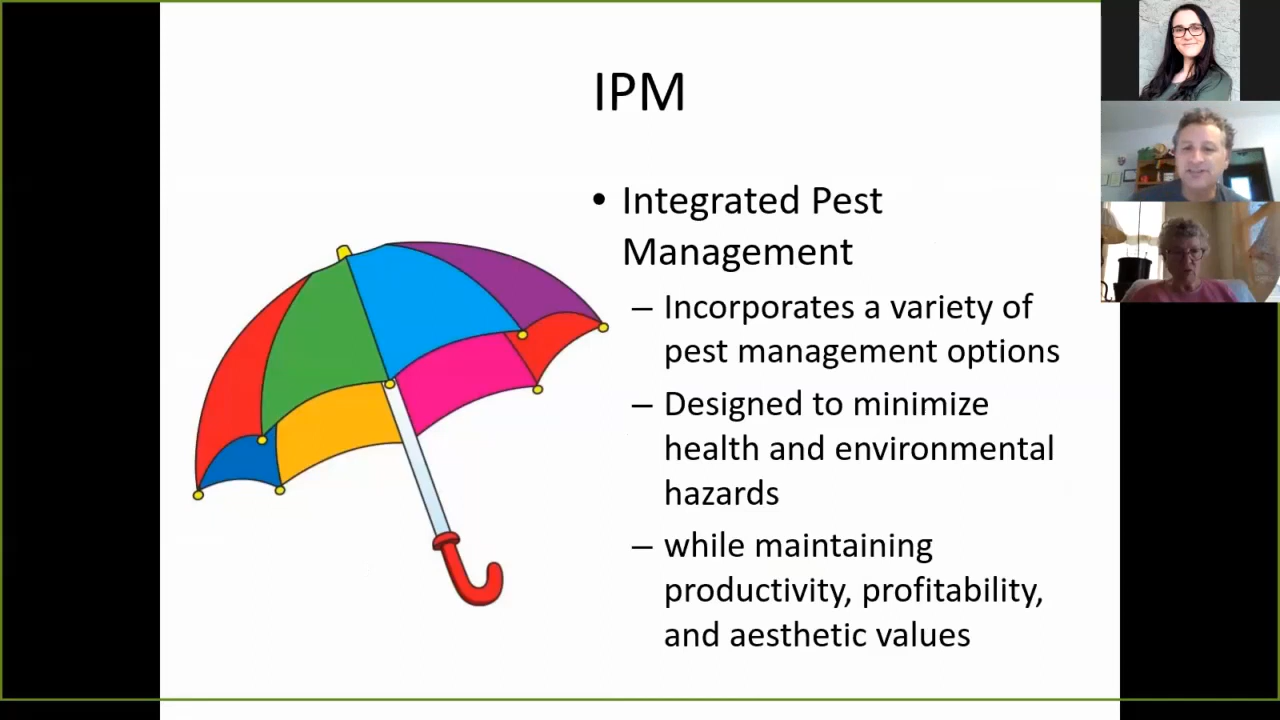 IPM
• Integrated Pest
Management
– Incorporates a variety of
pest management options
– Designed to minimize
health and environmental
hazards
– while maintaining
productivity, profitability,
and aesthetic values